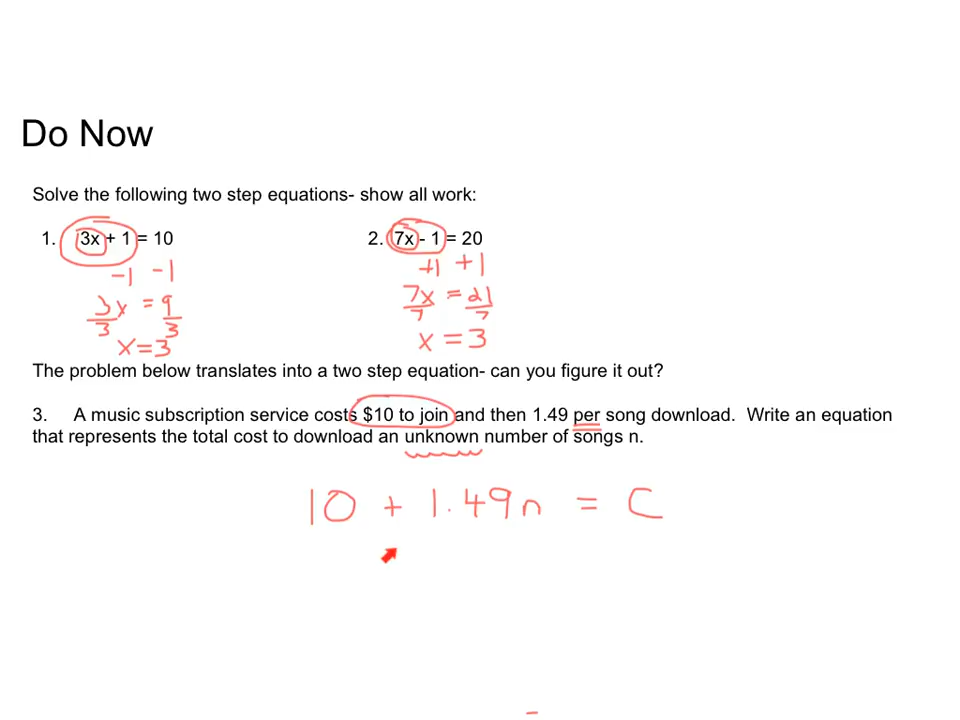 Do Now
Solve the following two step equations- show all work:
1. 3x + 1 = 10 2. 7x - 1 = 20
-1 -1 +1 +1
3x = 9 7x = 21
3 3 7 7
x = 3 x = 3
The problem below translates into a two step equation- can you figure it out?
3. A music subscription service costs $10 to join and then 1.49 per song download. Write an equation
that represents the total cost to download an unknown number of songs n.
10 + 1.49n = C